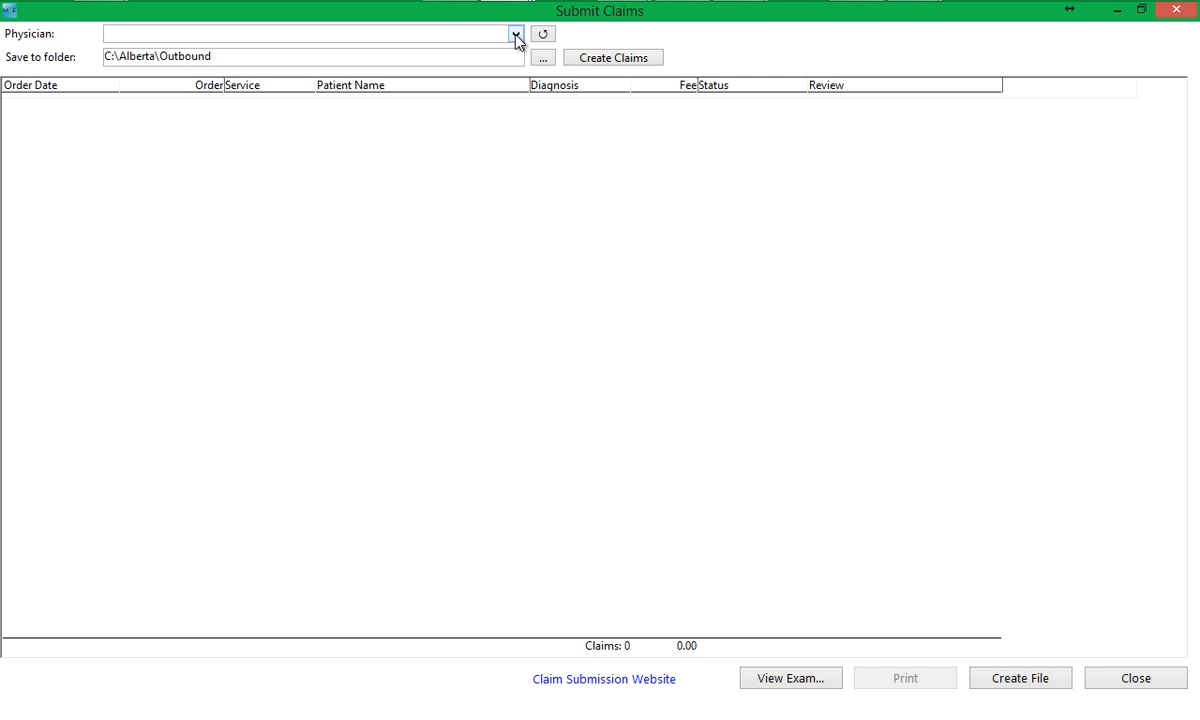 Submit Claims
Physician:
Save to folder: C:\Alberta\Outbound ... Create Claims
Order Date Order Service Patient Name Diagnosis Fee Status Review
Claims: 0 0.00
Claim Submission Website View Exam... Print Create File Close